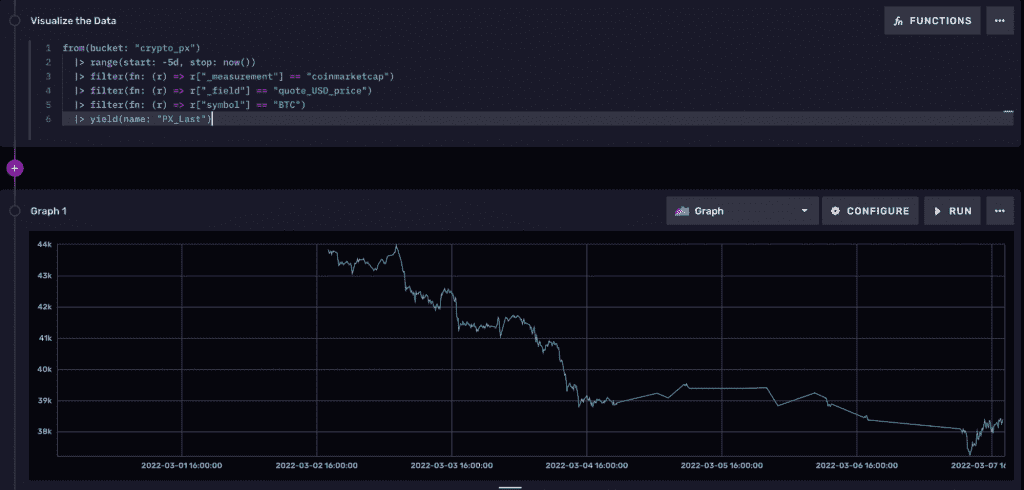 Visualize the Data
FUNCTIONS
1 from(bucket: "crypto_px")
2 |> range(start: -5d, stop: now())
3 |> filter(fn: (r) => r["_measurement"] == "coinmarketcap")
4 |> filter(fn: (r) => r["_field"] == "quote_USD_price")
5 |> filter(fn: (r) => r["symbol"] == "BTC")
6 |> yield(name: "PX_Last")
Graph 1
Graph
CONFIGURE
RUN
44k
43k
42k
41k
40k
39k
38k
2022-03-01 16:00:00 2022-03-02 16:00:00 2022-03-03 16:00:00 2022-03-04 16:00:00 2022-03-05 16:00:00 2022-03-06 16:00:00 2022-03-07 1